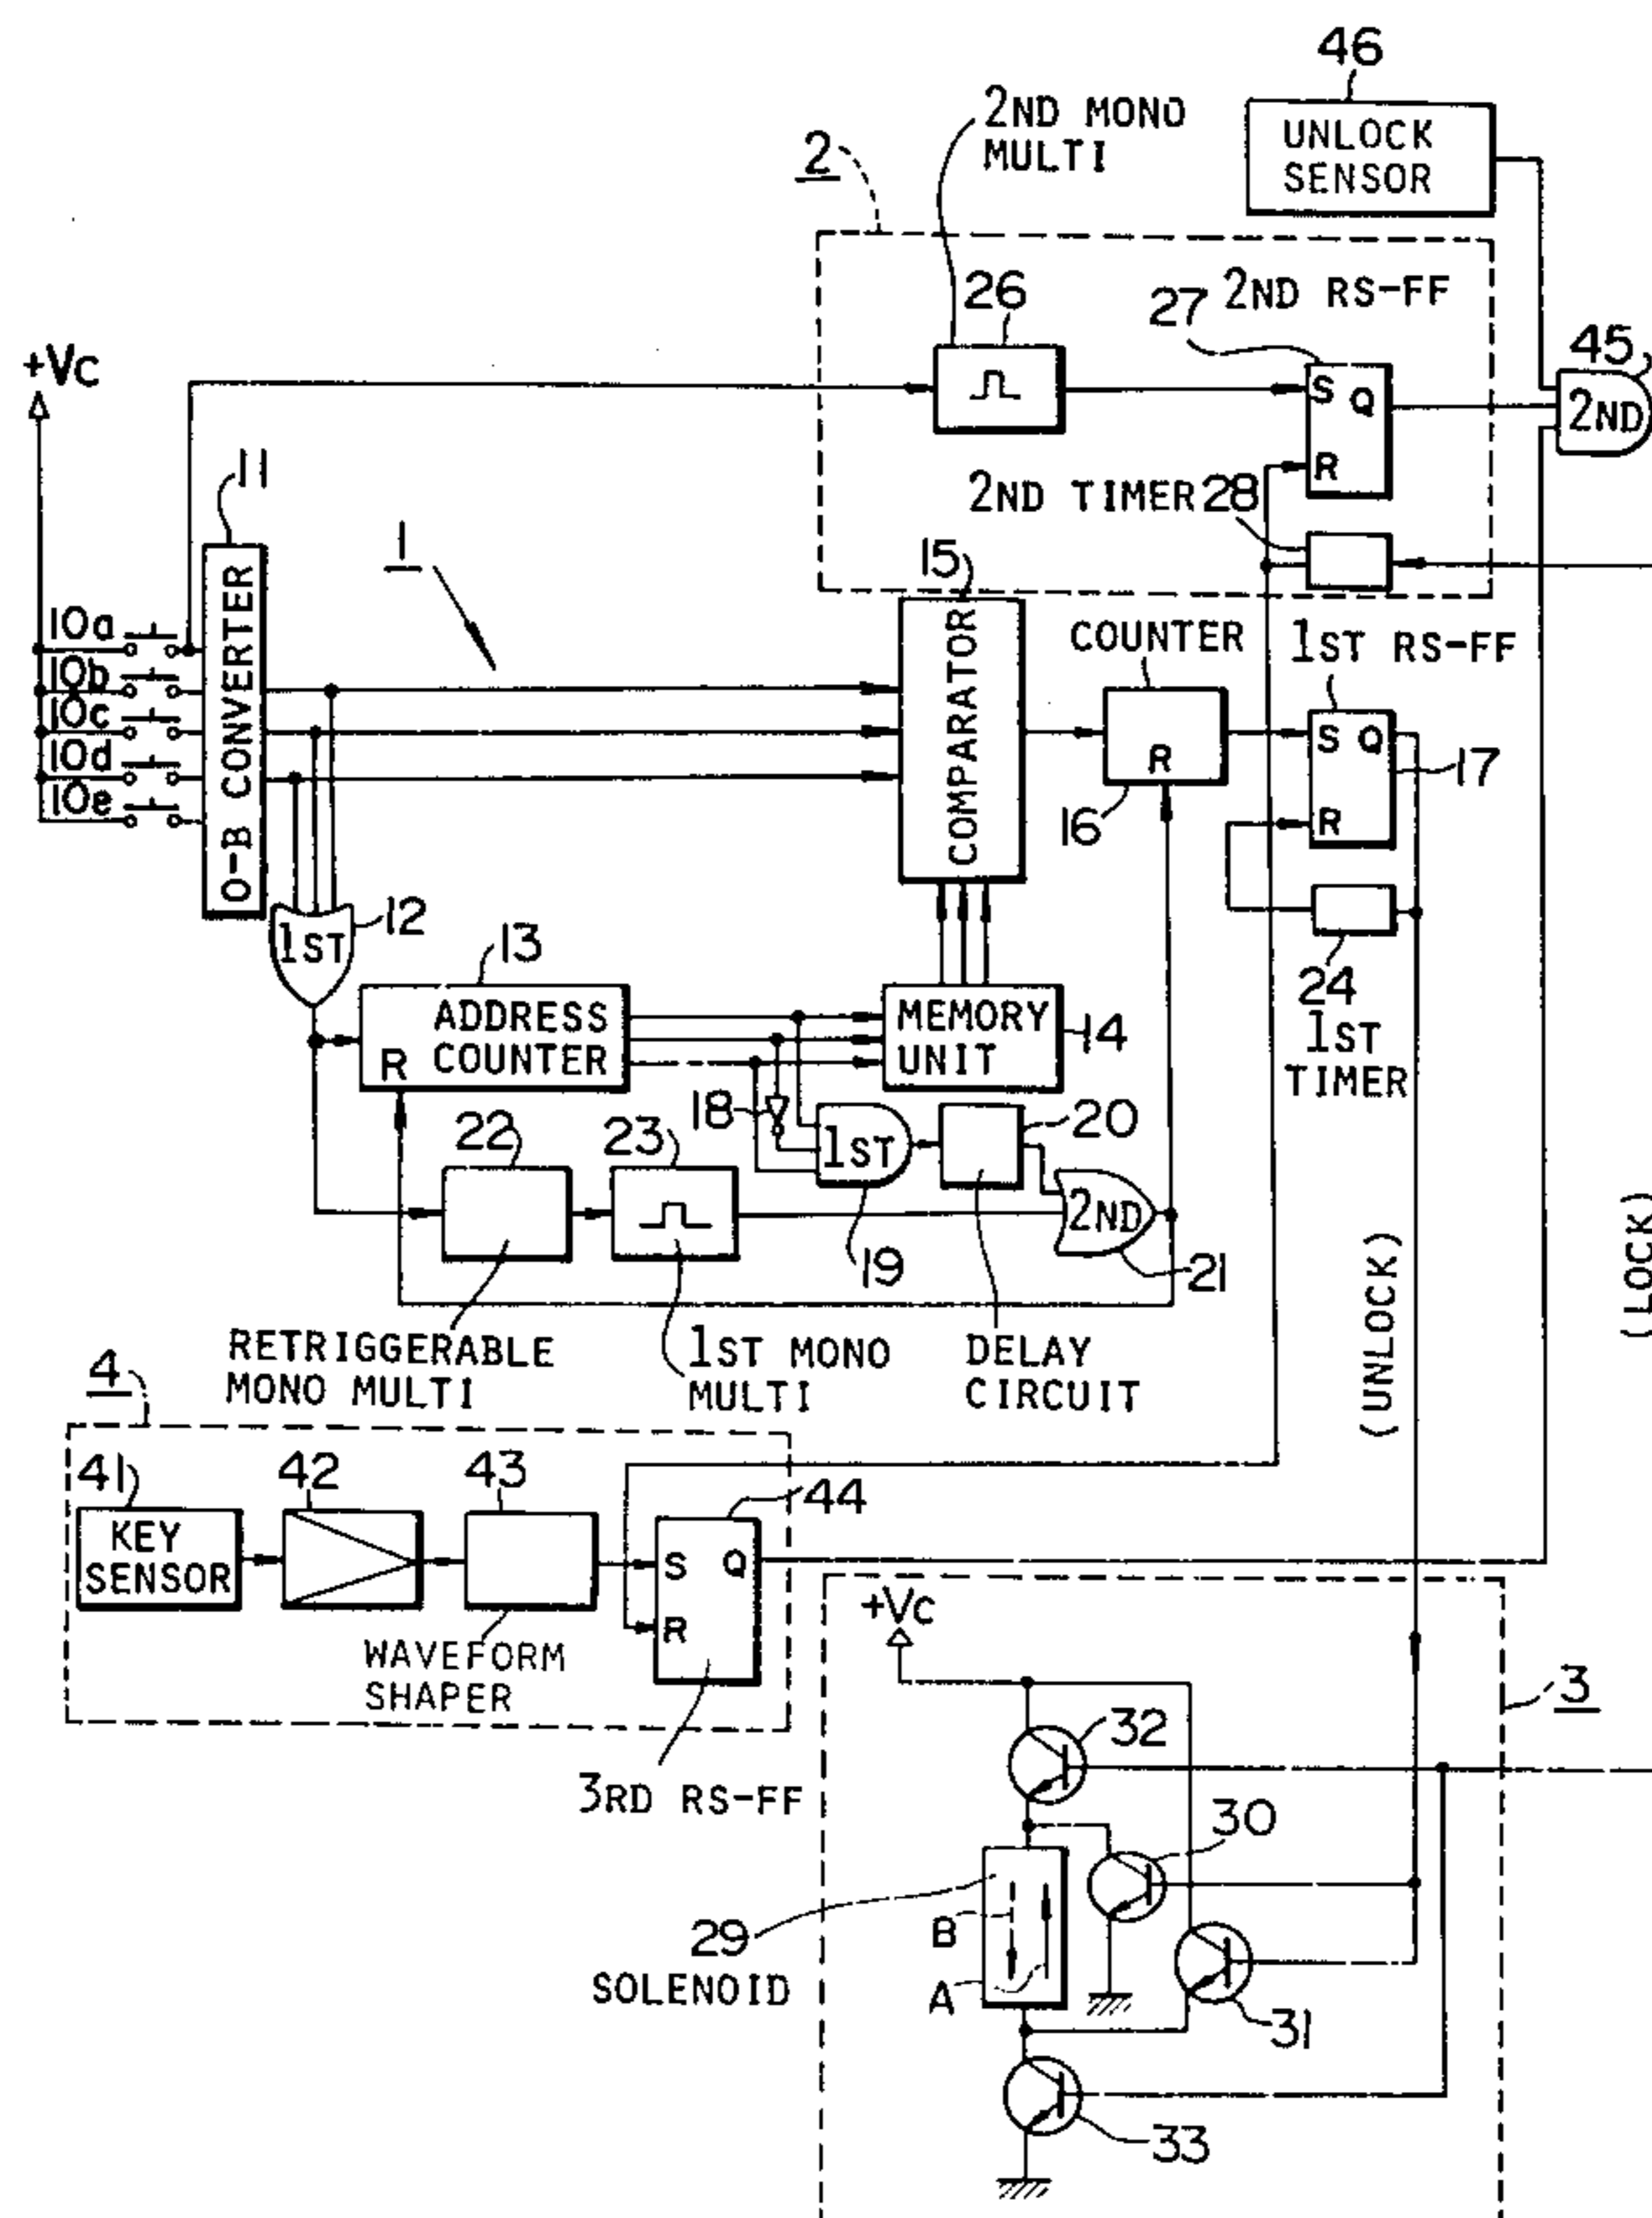 46
2ND MONO
MULTI
UNLOCK
SENSOR
2
26
27
2ND RS-FF
45
+Vc
S
Q
2ND
R
11
2ND TIMER
28
1
15
10a
COUNTER
1ST RS-FF
10b
10c
10d
10e
O-B CONVERTER
COMPARATOR
R
S
Q
17
16
R
12
1ST
13
24
1ST
TIMER
ADDRESS
COUNTER
R
MEMORY
UNIT
14
18
20
22
23
1ST
2ND
19
21
(UNLOCK)
(LOCK)
RETRIGGERABLE
MONO MULTI
1ST MONO
MULTI
DELAY
CIRCUIT
4
41
42
43
44
KEY
SENSOR
S
Q
R
+Vc
WAVEFORM
SHAPER
3
32
3RD RS-FF
30
29
SOLENOID
B
A
31
33